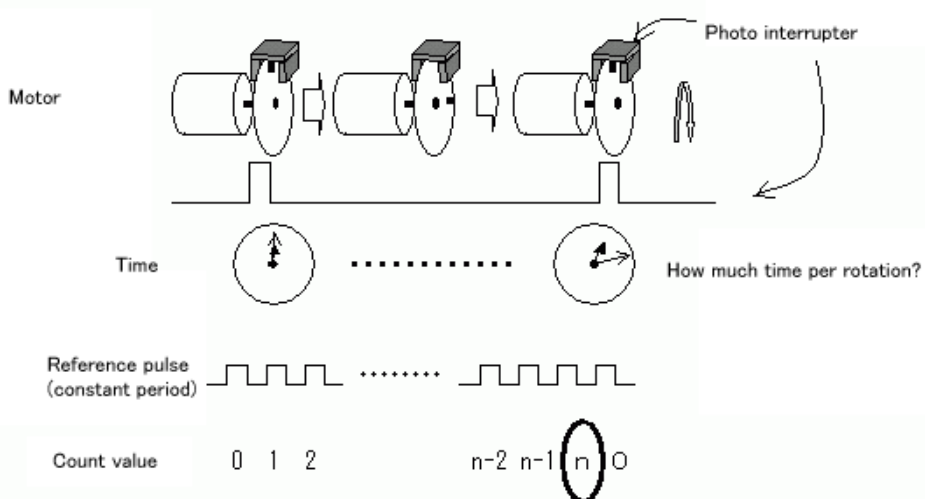 Photo interrupter
Motor
Time
How much time per rotation?
Reference pulse
(constant period)
Count value 0 1 2 n-2 n-1 n 0